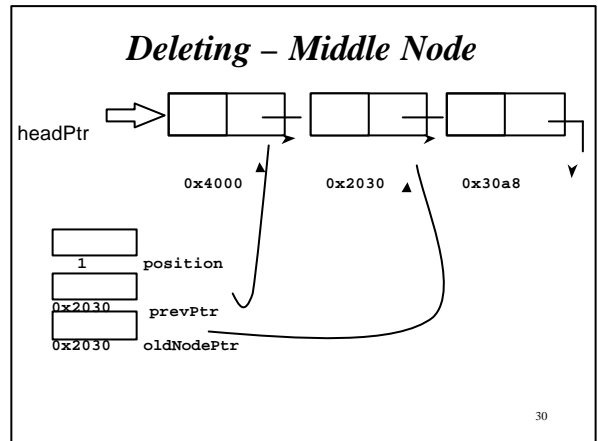 Deleting – Middle Node
headPtr
0x4000 0x2030 0x30a8
1 position
0x2030 prevPtr
0x2030 oldNodePtr
30